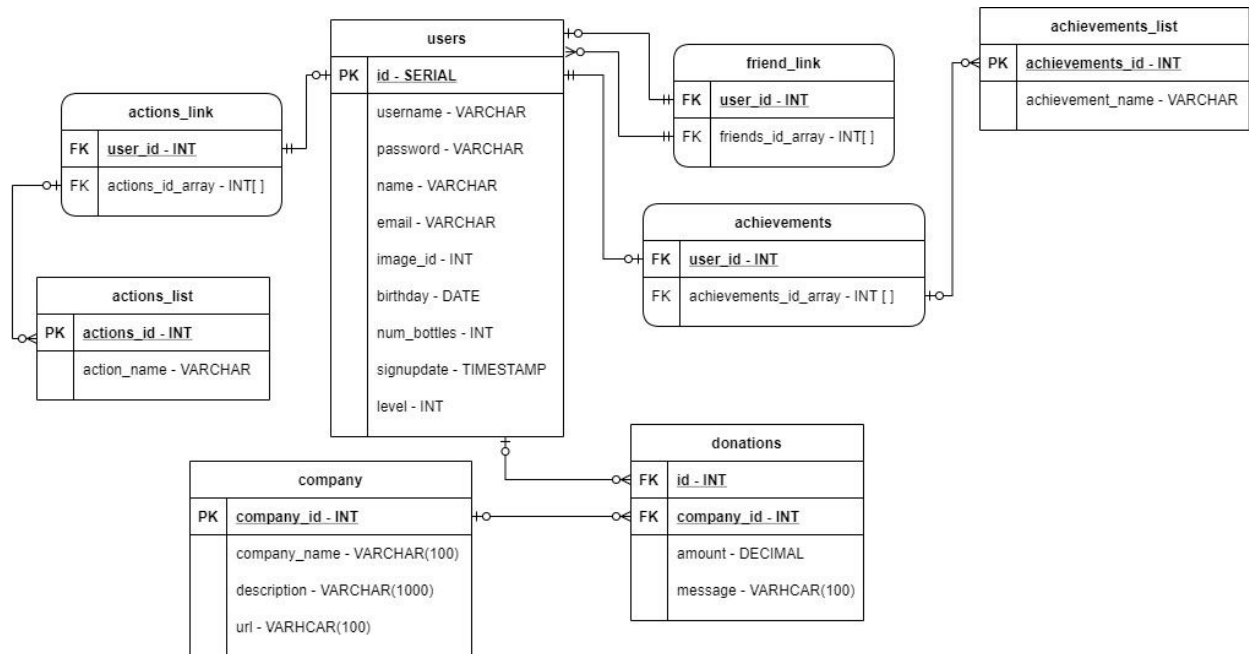 users
PK id - SERIAL
username - VARCHAR
password - VARCHAR
name - VARCHAR
email - VARCHAR
image_id - INT
birthday - DATE
num_bottles - INT
signupdate - TIMESTAMP
level - INT
actions_link
FK user_id - INT
FK actions_id_array - INT[ ]
actions_list
PK actions_id - INT
action_name - VARCHAR
friend_link
FK user_id - INT
FK friends_id_array - INT[ ]
achievements_list
PK achievements_id - INT
achievement_name - VARCHAR
achievements
FK user_id - INT
FK achievements_id_array - INT [ ]
company
PK company_id - INT
company_name - VARCHAR(100)
description - VARCHAR(1000)
url - VARHCAR(100)
donations
FK id - INT
FK company_id - INT
amount - DECIMAL
message - VARHCAR(100)